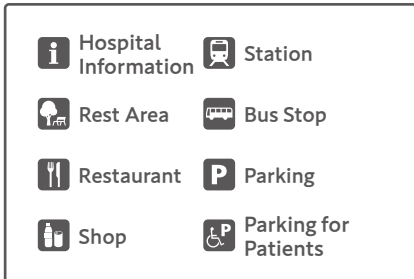 Hospital
Information
Station
Rest Area
Bus Stop
Restaurant
P Parking
Shop
P Parking for
Patients